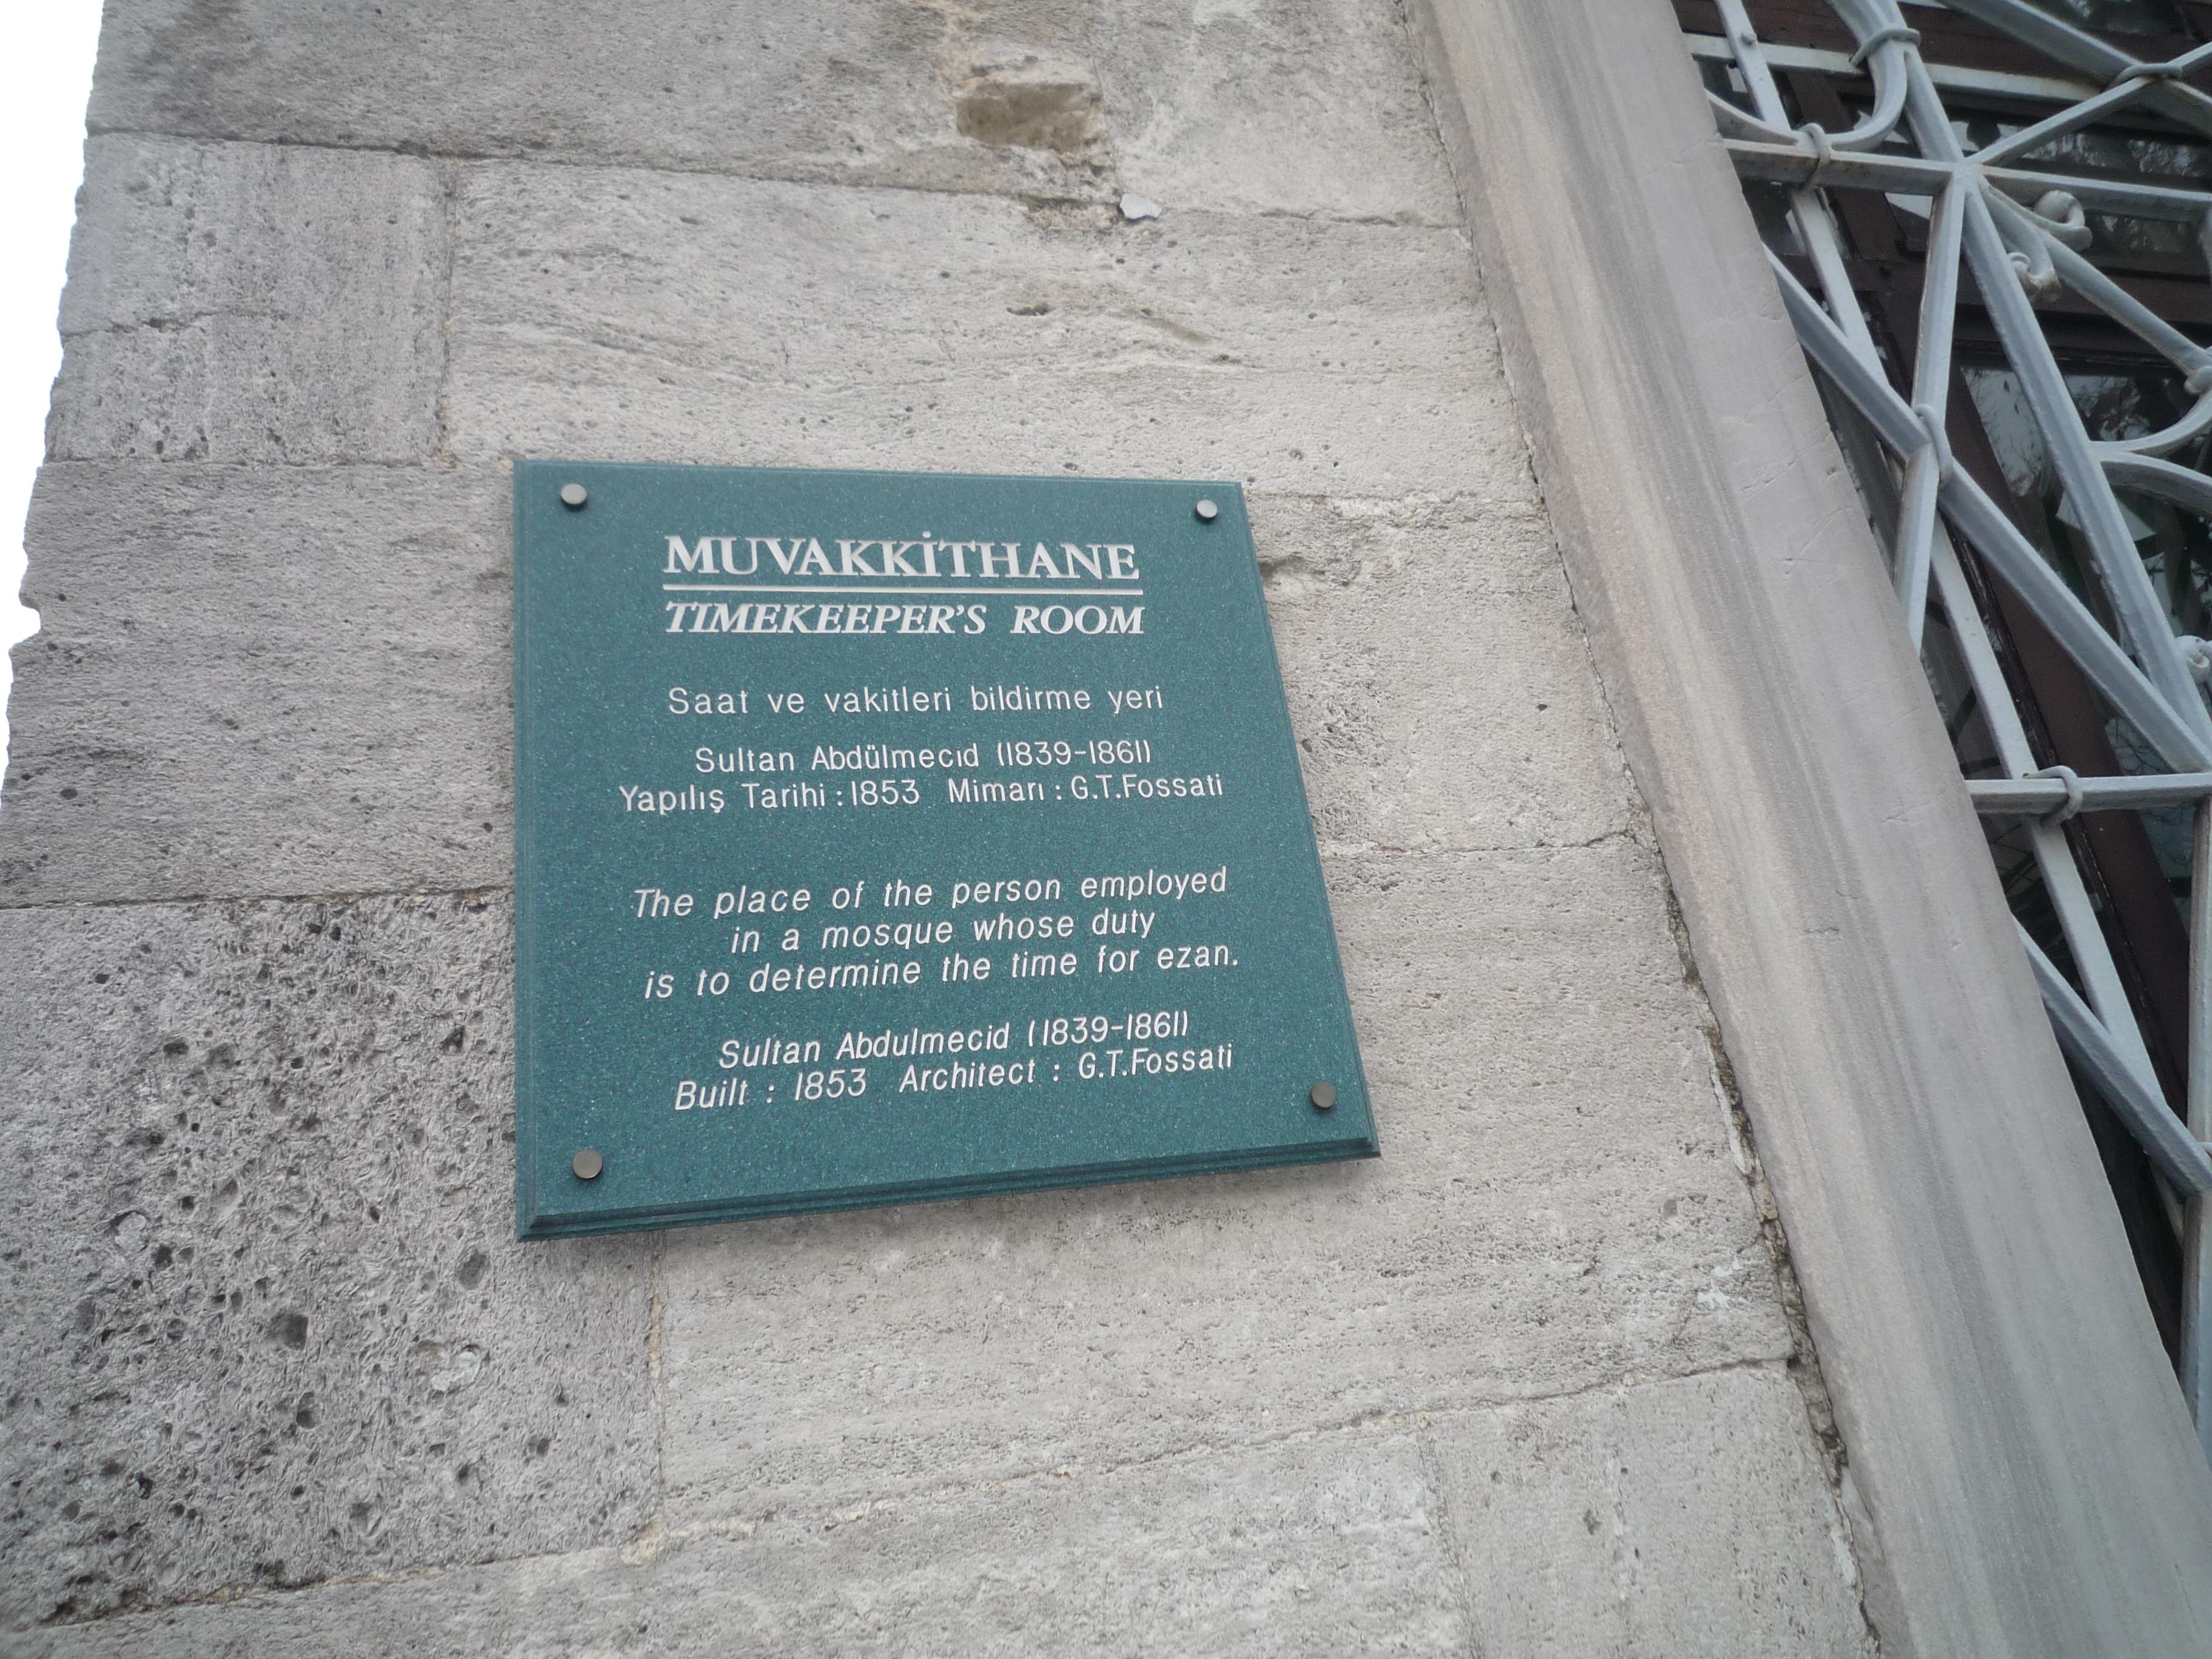 MUVAKKİTHANE
TIMEKEEPER'S ROOM
Saat ve vakitleri bildirme yeri
Sultan Abdülmecıd (1839-1861)
Yapılış Tarihi : 1853 Mimarı : G.T.Fossati
The place of the person employed
in a mosque whose duty
is to determine the time for ezan.
Sultan Abdulmecid (1839-1861)
Built : 1853 Architect : G.T.Fossati